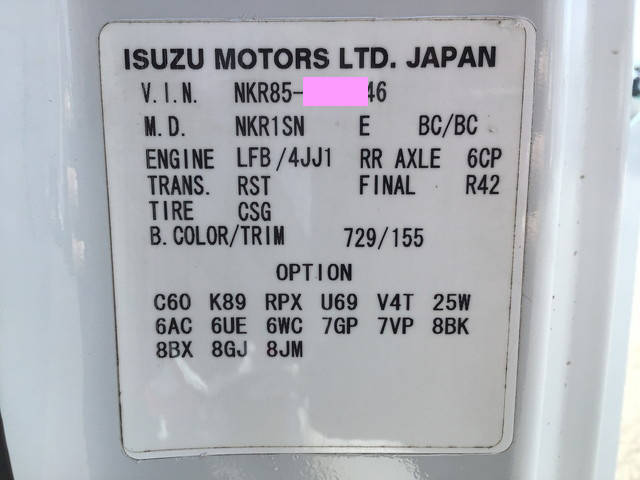 ISUZU MOTORS LTD. JAPAN
V.I.N. NKR85- 46
M.D. NKR1SN E BC/BC
ENGINE LFB/4JJ1 RR AXLE 6CP
TRANS. RST FINAL R42
TIRE CSG
B.COLOR/TRIM 729/155
OPTION
C60 K89 RPX U69 V4T 25W
6AC 6UE 6WC 7GP 7VP 8BK
8BX 8GJ 8JM